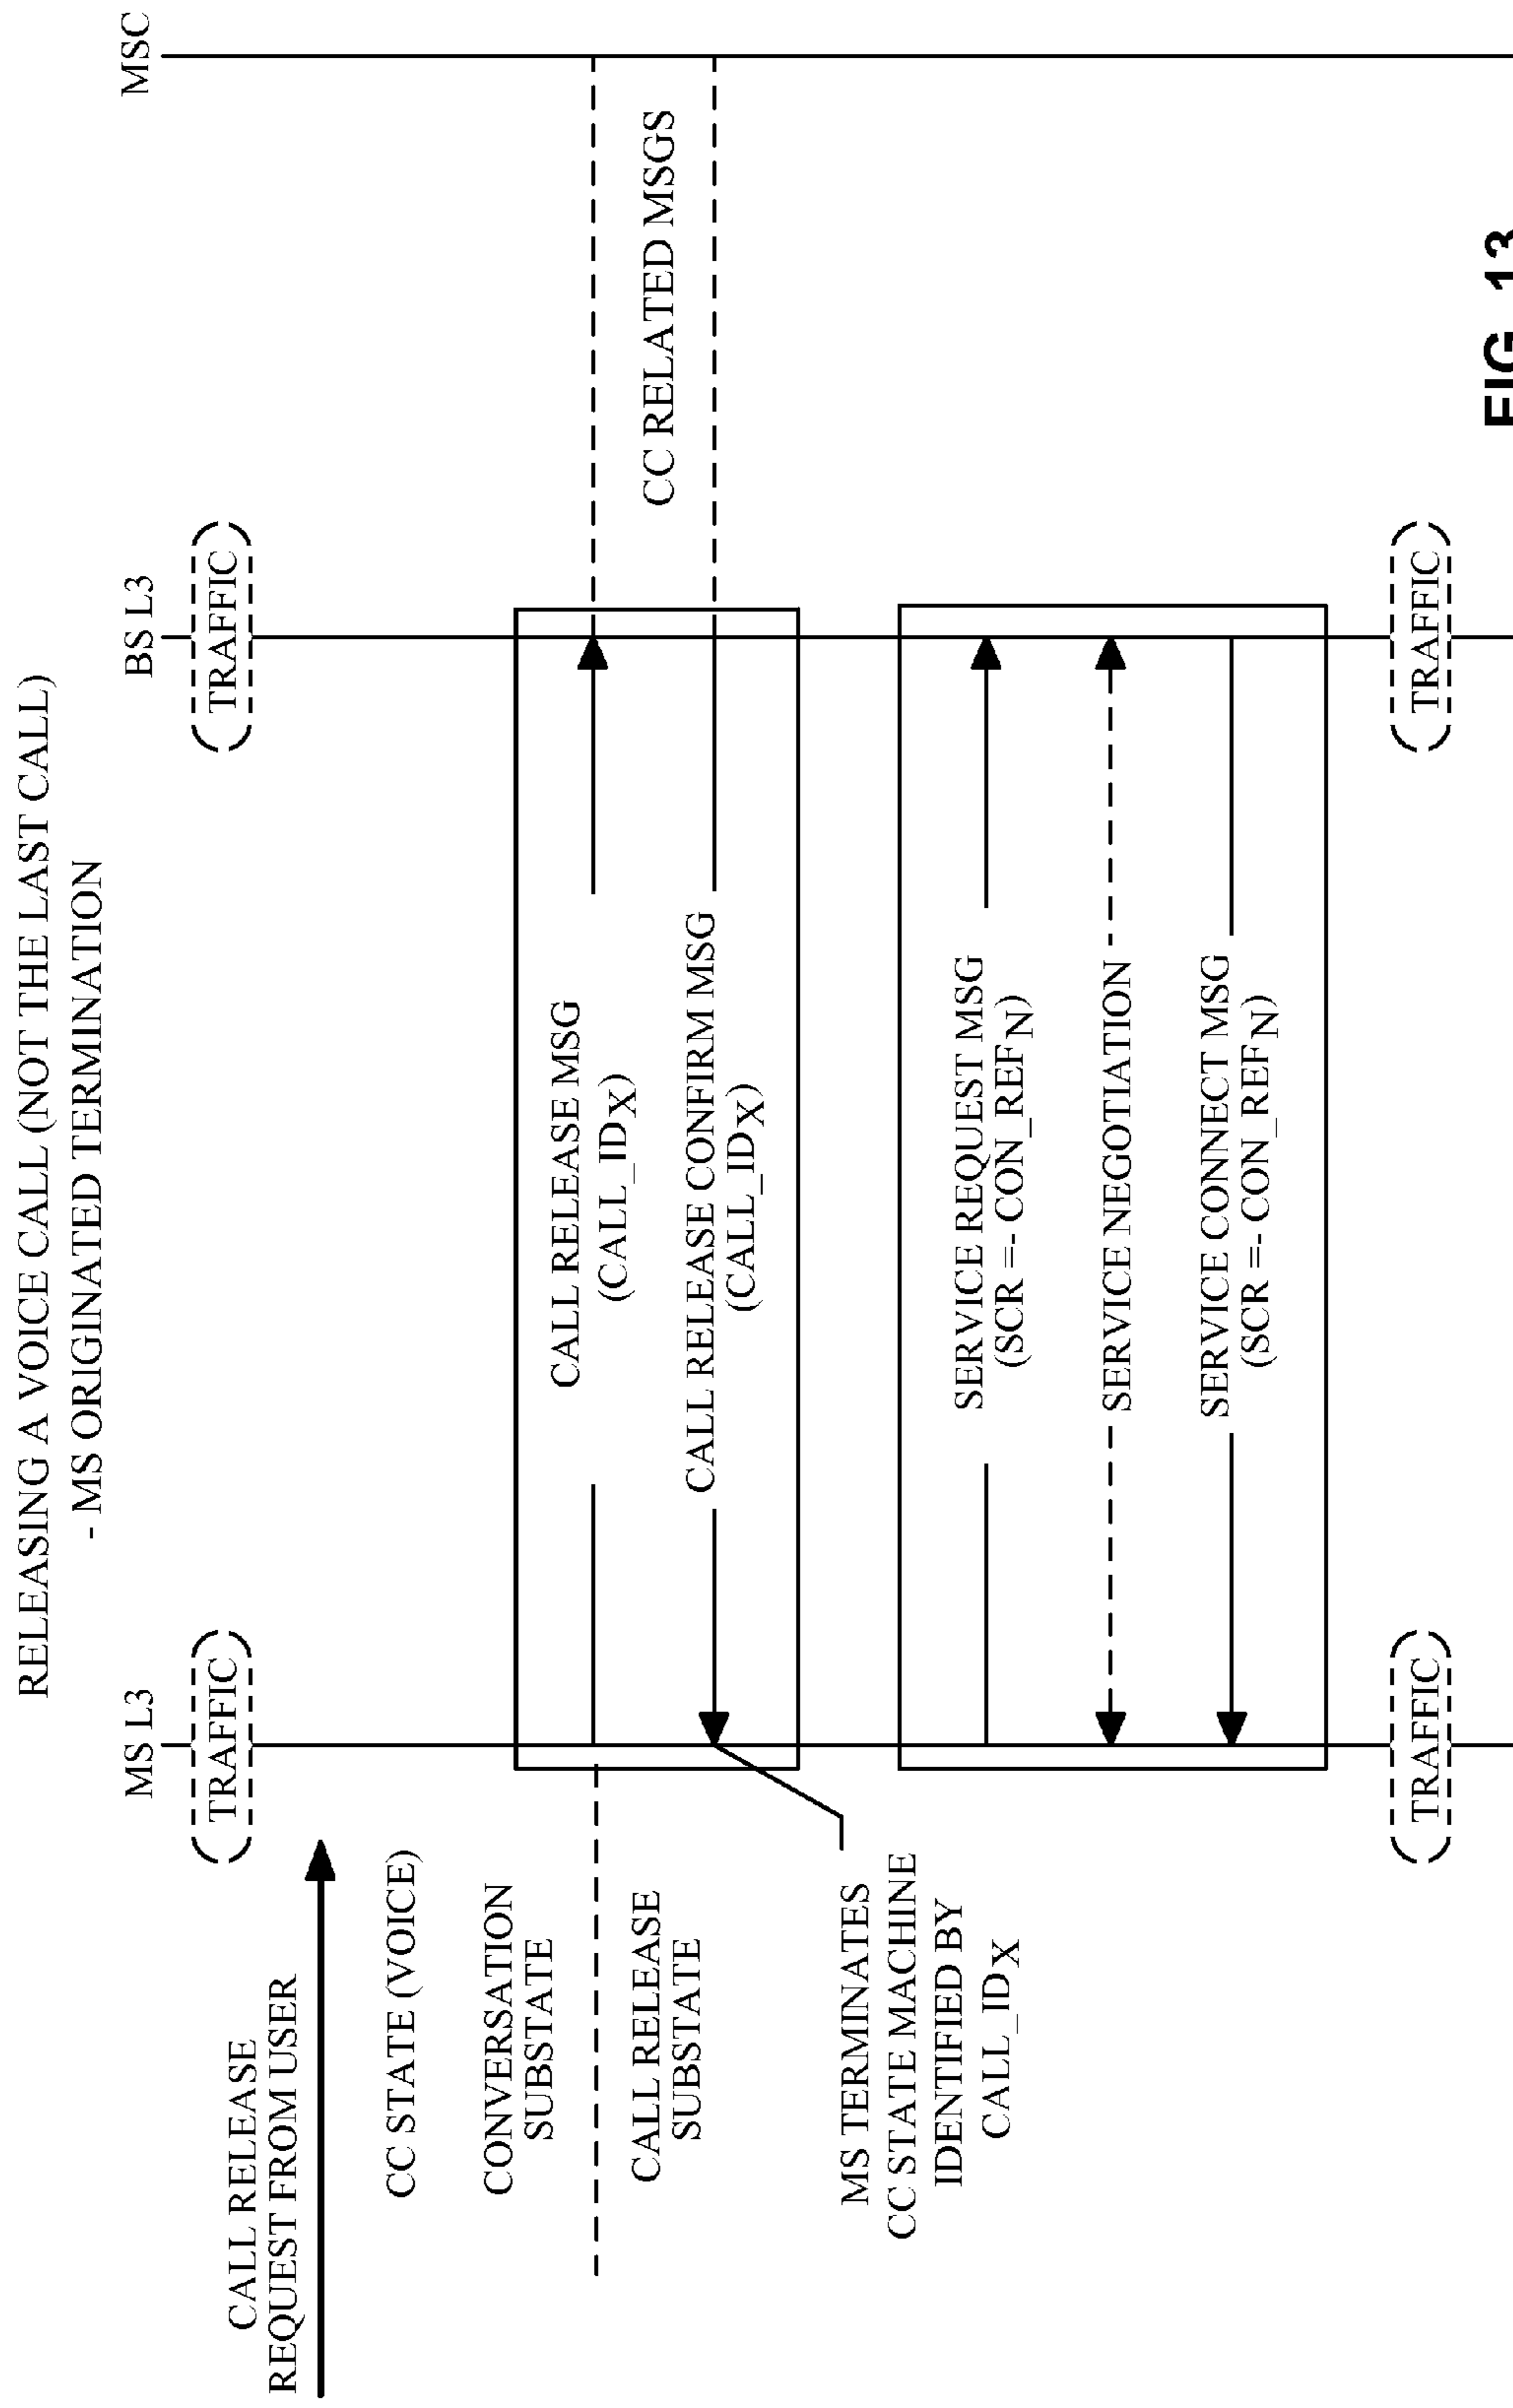 RELEASING A VOICE CALL (NOT THE LAST CALL)
- MS ORIGINATED TERMINATION
MS L3
BS L3
MSC
(TRAFFIC)
(TRAFFIC)
CALL RELEASE
REQUEST FROM USER
CC STATE (VOICE)
CONVERSATION
SUBSTATE
CALL RELEASE
SUBSTATE
CALL RELEASE MSG
(CALL_IDX)
CALL RELEASE CONFIRM MSG
(CALL_IDX)
CC RELATED MSGS
MS TERMINATES
CC STATE MACHINE
IDENTIFIED BY
CALL_IDX
SERVICE REQUEST MSG
(SCR =- CON_REFN)
SERVICE NEGOTIATION
SERVICE CONNECT MSG
(SCR =- CON_REFN)
(TRAFFIC)
(TRAFFIC)
FIG. 13